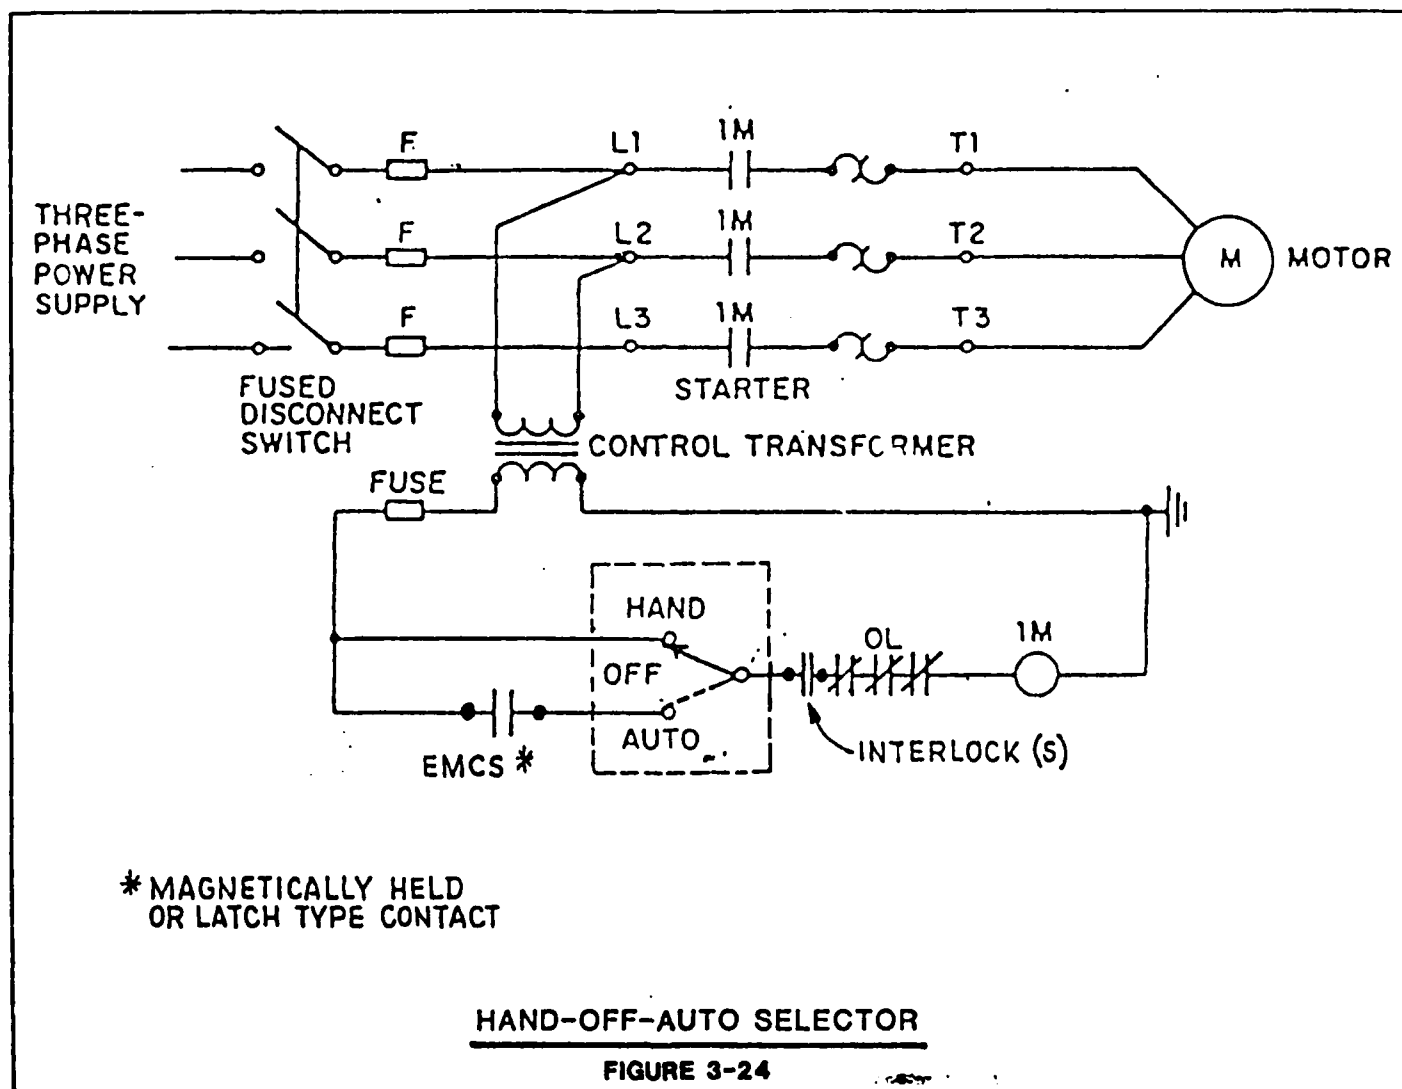 F
L1
1M
T1
THREE-
PHASE
POWER
SUPPLY
F
L2
1M
T2
M
MOTOR
F
L3
1M
T3
FUSED
DISCONNECT
SWITCH
STARTER
CONTROL TRANSFORMER
FUSE
HAND
OFF
AUTO
OL
1M
EMCS *
INTERLOCK (S)
* MAGNETICALLY HELD
OR LATCH TYPE CONTACT
HAND-OFF-AUTO SELECTOR
FIGURE 3-24